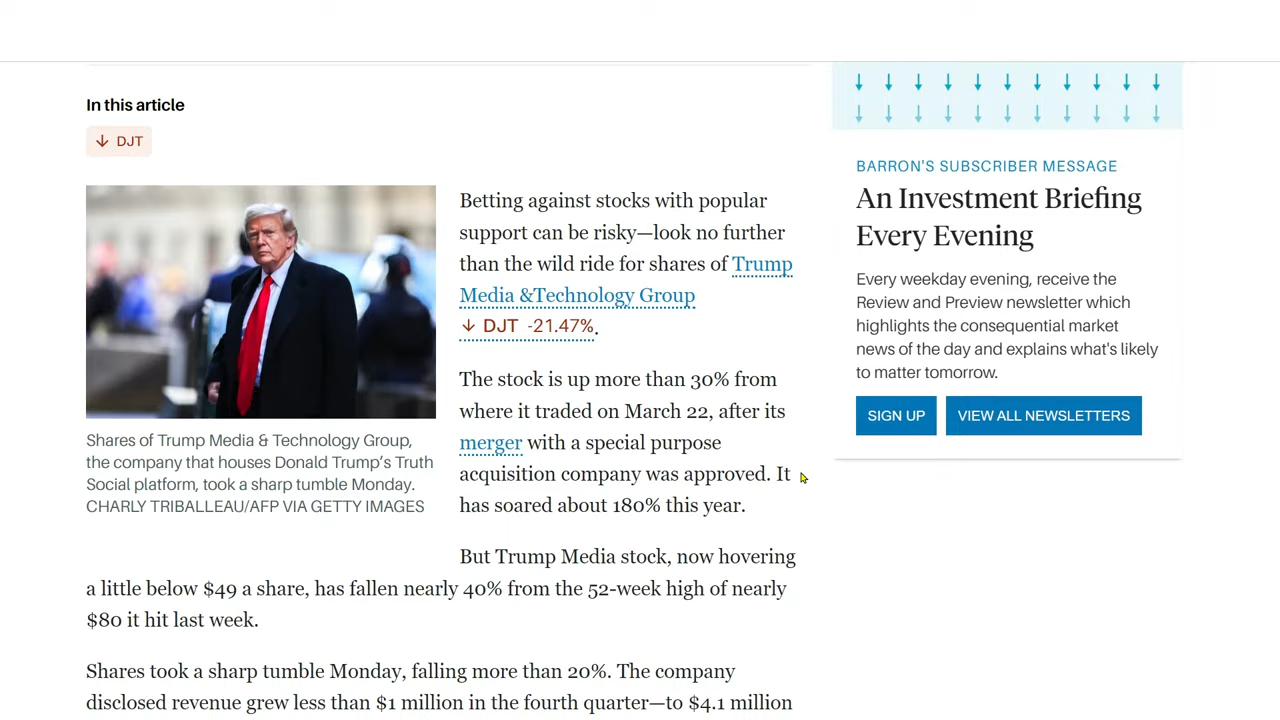 In this article
DJT
Betting against stocks with popular
support can be risky—look no further
than the wild ride for shares of Trump
Media &Technology Group
DJT -21.47%.
The stock is up more than 30% from
where it traded on March 22, after its
merger with a special purpose
acquisition company was approved. It
has soared about 180% this year.
Shares of Trump Media & Technology Group,
the company that houses Donald Trump’s Truth
Social platform, took a sharp tumble Monday.
CHARLY TRIBALLEAU/AFP VIA GETTY IMAGES
But Trump Media stock, now hovering
a little below $49 a share, has fallen nearly 40% from the 52-week high of nearly
$80 it hit last week.
Shares took a sharp tumble Monday, falling more than 20%. The company
disclosed revenue grew less than $1 million in the fourth quarter—to $4.1 million
BARRON'S SUBSCRIBER MESSAGE
An Investment Briefing
Every Evening
Every weekday evening, receive the
Review and Preview newsletter which
highlights the consequential market
news of the day and explains what's likely
to matter tomorrow.
SIGN UP
VIEW ALL NEWSLETTERS